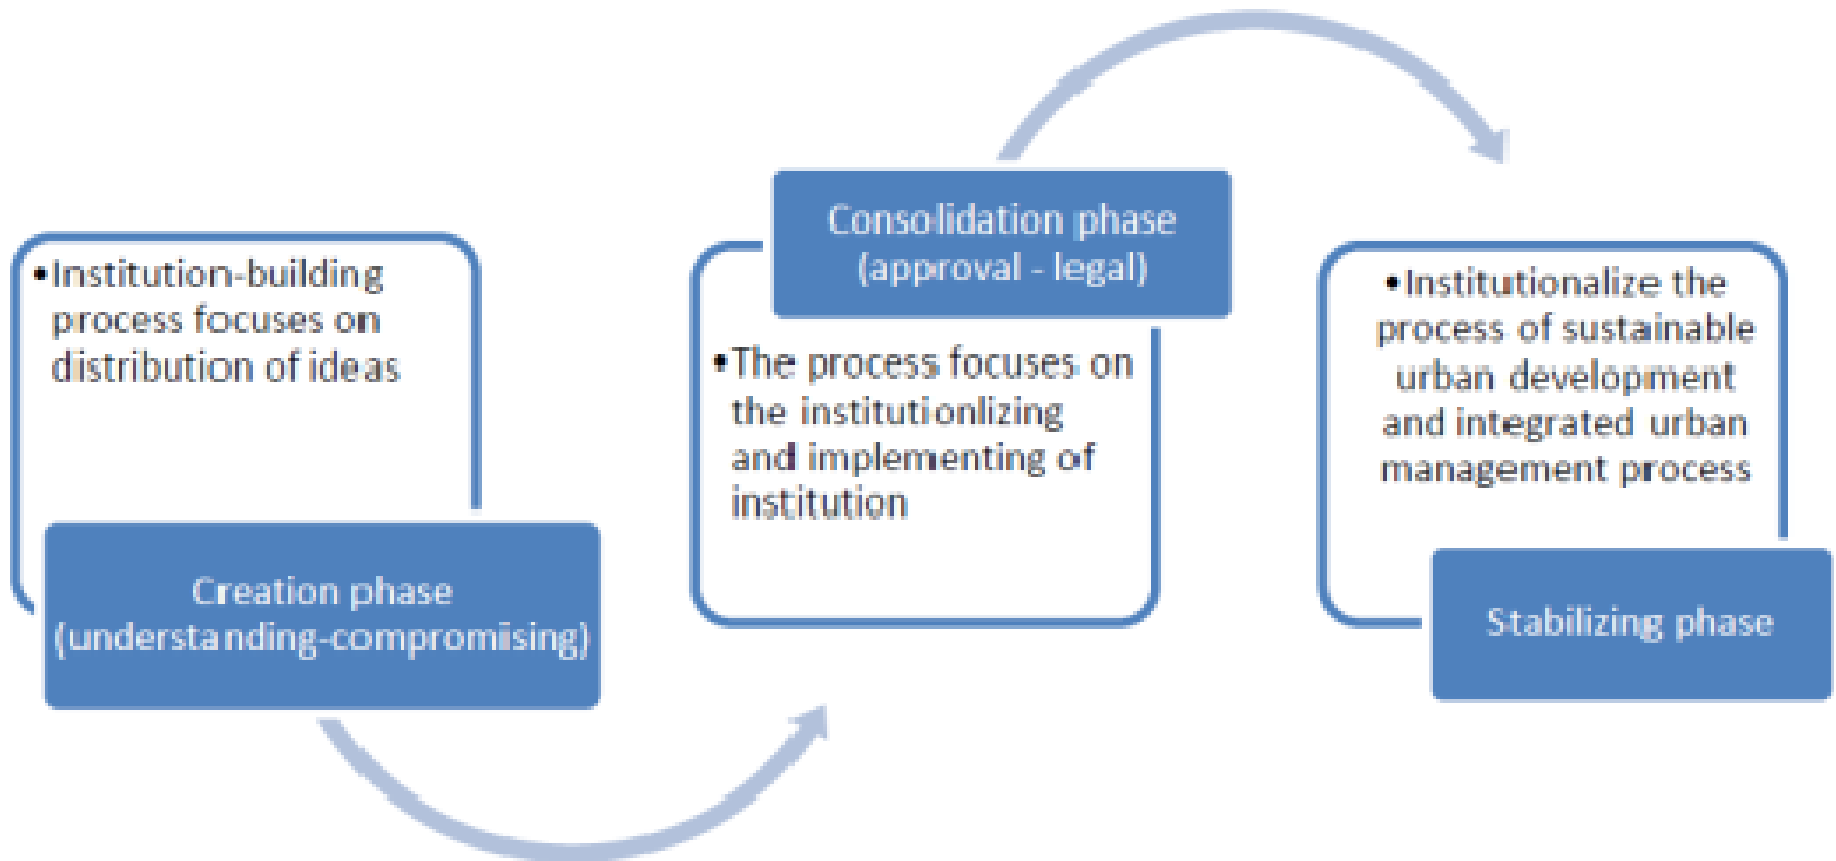 •Institution-building
process focuses on
distribution of ideas
Creation phase
(understanding-compromising)
Consolidation phase
(approval - legal)
•The process focuses on
the institutionlizing
and implementing of
institution
•Institutionalize the
process of sustainable
urban development
and integrated urban
management process
Stabilizing phase